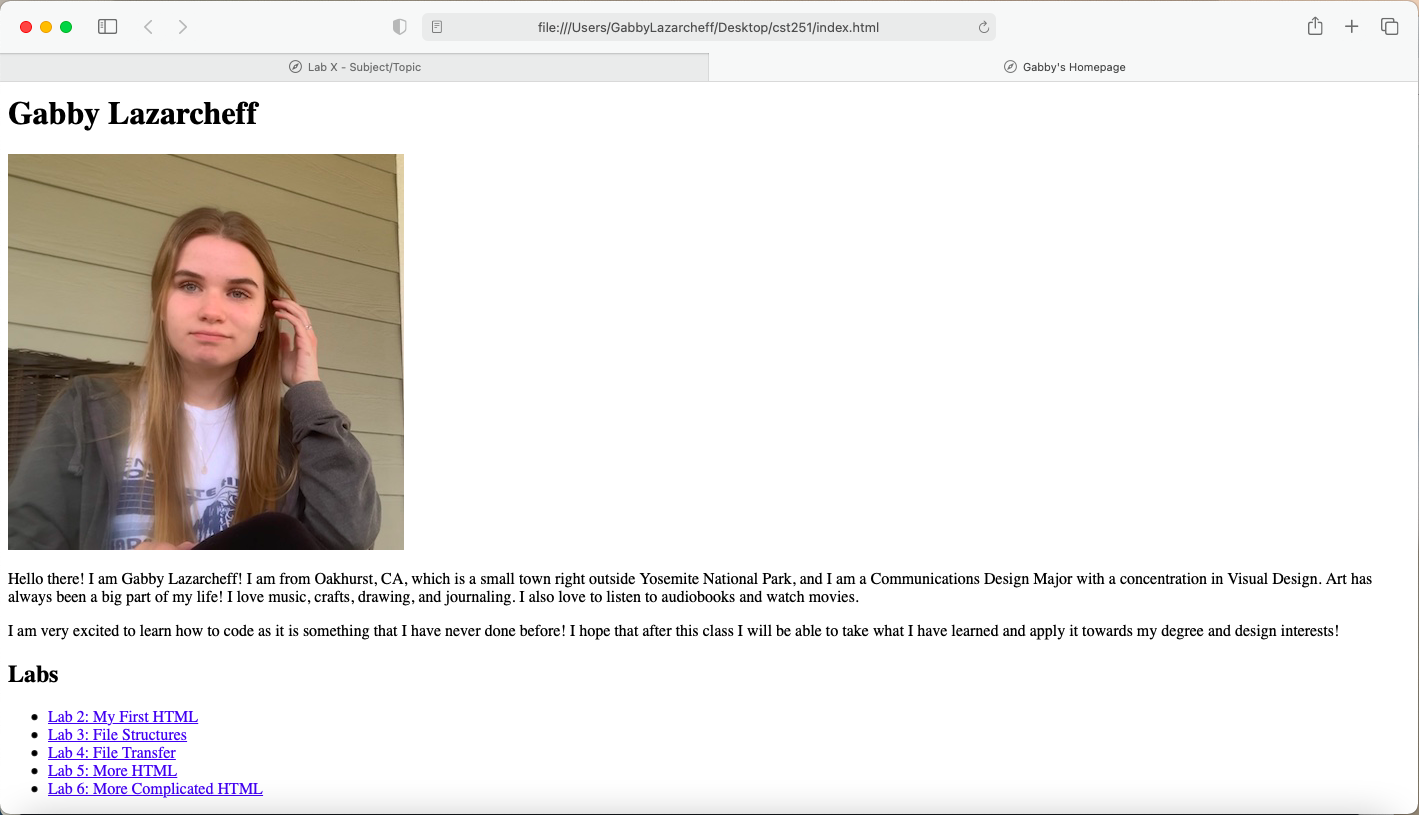 file:///Users/GabbyLazarcheff/Desktop/cst251/index.html
Lab X - Subject/Topic
Gabby's Homepage
Gabby Lazarcheff
Hello there! I am Gabby Lazarcheff! I am from Oakhurst, CA, which is a small town right outside Yosemite National Park, and I am a Communications Design Major with a concentration in Visual Design. Art has
always been a big part of my life! I love music, crafts, drawing, and journaling. I also love to listen to audiobooks and watch movies.
I am very excited to learn how to code as it is something that I have never done before! I hope that after this class I will be able to take what I have learned and apply it towards my degree and design interests!
Labs
Lab 2: My First HTML
Lab 3: File Structures
Lab 4: File Transfer
Lab 5: More HTML
Lab 6: More Complicated HTML